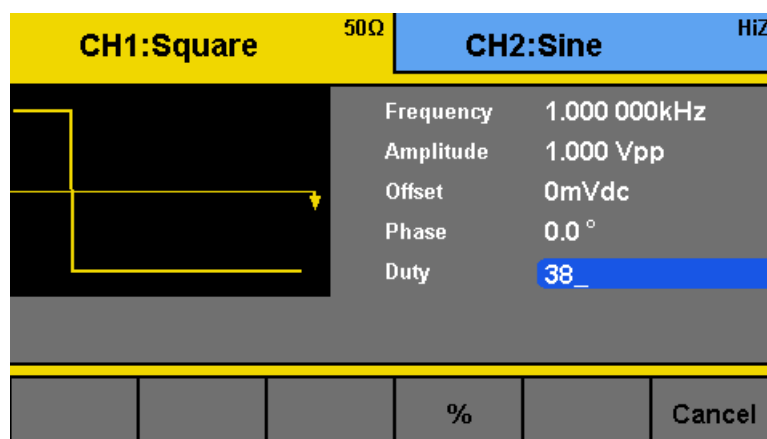 CH1:Square 50Ω CH2:Sine HiZ
Frequency 1.000 000kHz
Amplitude 1.000 Vpp
Offset 0mVdc
Phase 0.0 °
Duty 38_
% Cancel